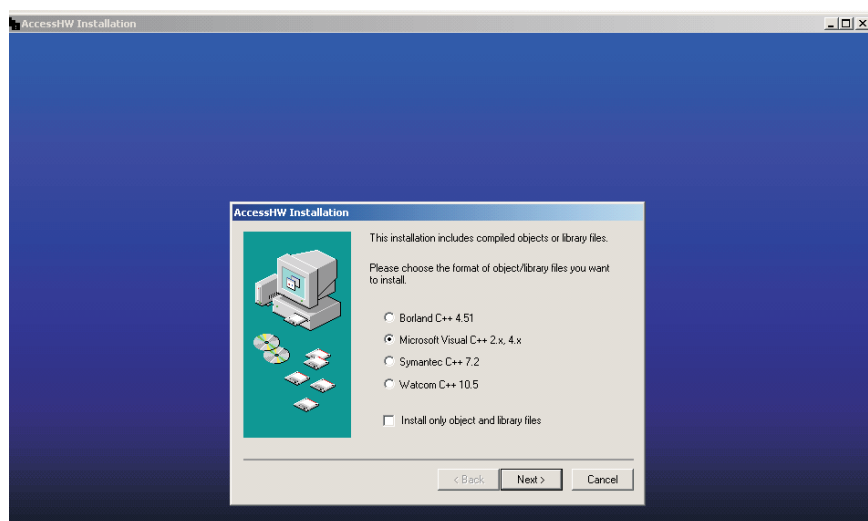 AccessHW Installation
AccessHW Installation
This installation includes compiled objects or library files.
Please choose the format of object/library files you want
to install.
Borland C++ 4.51
Microsoft Visual C++ 2.x, 4.x
Symantec C++ 7.2
Watcom C++ 10.5
Install only object and library files
< Back Next > Cancel